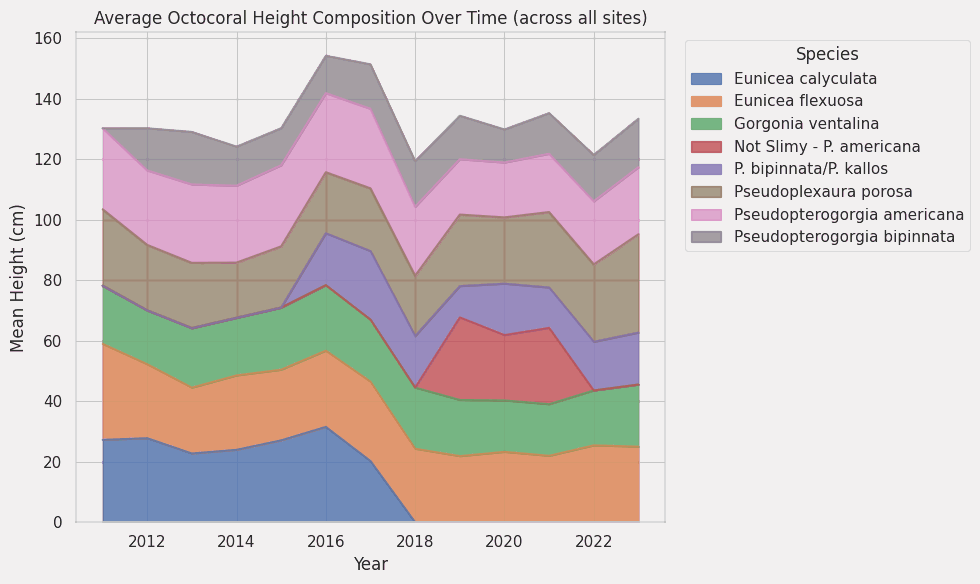 Average Octocoral Height Composition Over Time (across all sites)
Mean Height (cm)
160
140
120
100
80
60
40
20
0
2012 2014 2016 2018 2020 2022
Year
Species
Eunicea calyculata
Eunicea flexuosa
Gorgonia ventalina
Not Slimy - P. americana
P. bipinnata/P. kallos
Pseudoplexaura porosa
Pseudopterogorgia americana
Pseudopterogorgia bipinnata